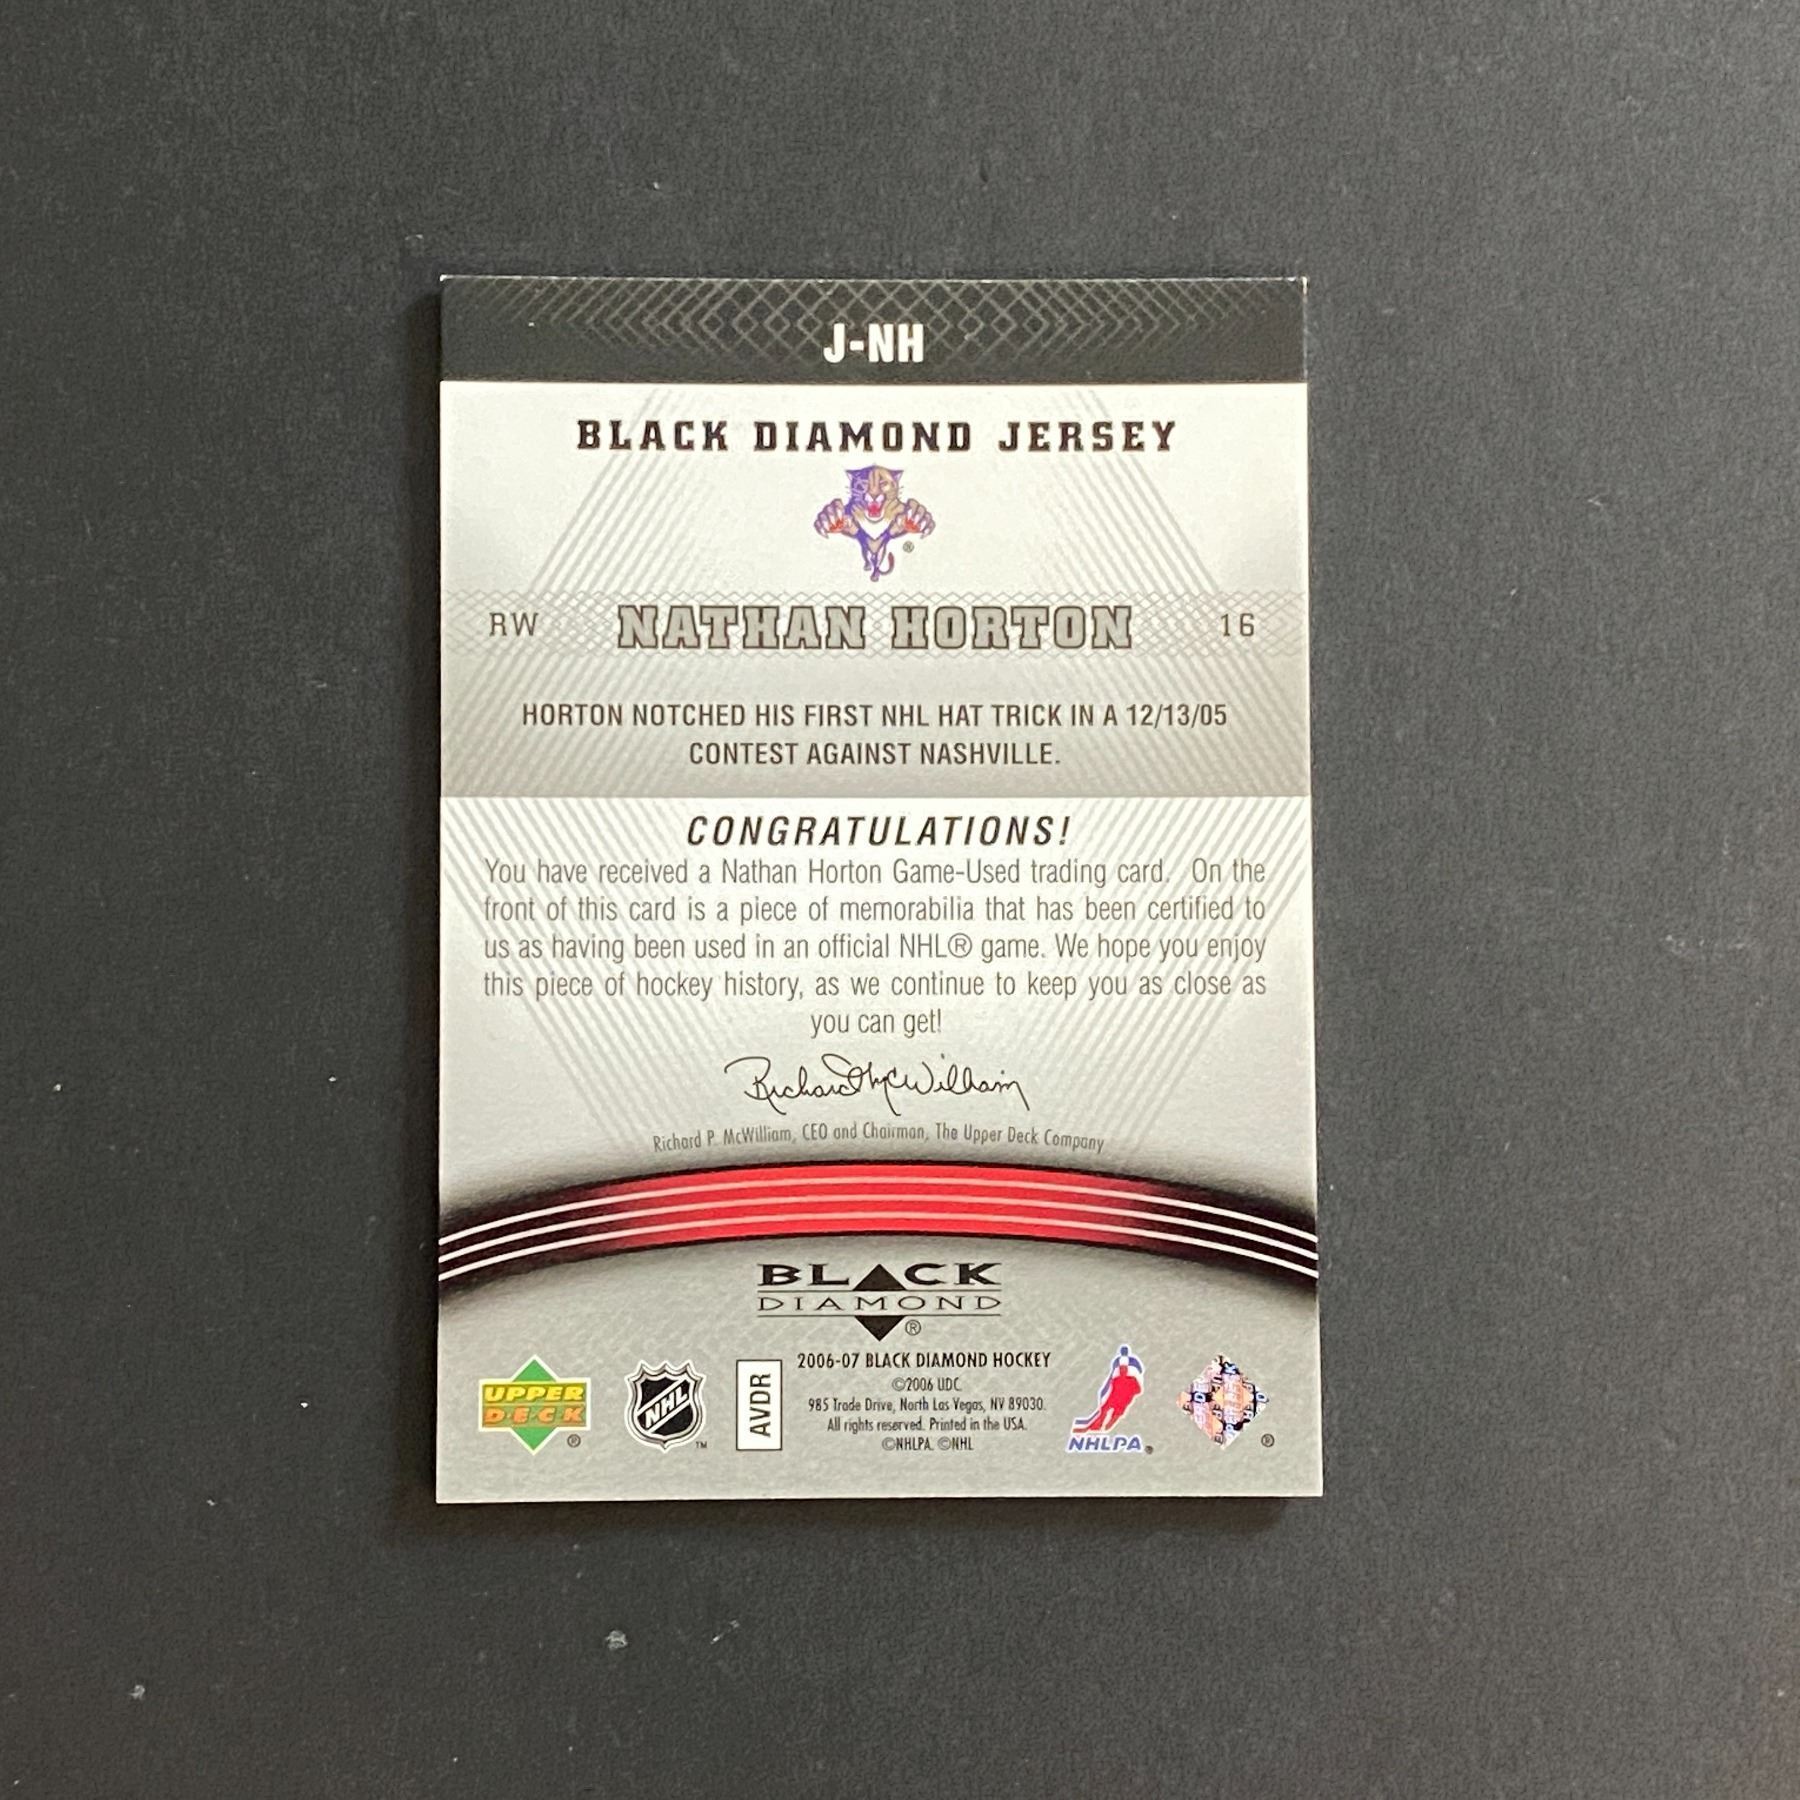 J-NH
BLACK DIAMOND JERSEY
®
RW NATHAN HORTON 16
HORTON NOTCHED HIS FIRST NHL HAT TRICK IN A 12/13/05
CONTEST AGAINST NASHVILLE.
CONGRATULATIONS!
You have received a Nathan Horton Game-Used trading card. On the
front of this card is a piece of memorabilia that has been certified to
us as having been used in an official NHL® game. We hope you enjoy
this piece of hockey history, as we continue to keep you as close as
you can get!
Richard McWilliam
Richard P. McWilliam, CEO and Chairman, The Upper Deck Company
BLACK
DIAMOND
®
UPPER
DECK
®
NHL
™
AVDR
2006-07 BLACK DIAMOND HOCKEY
©2006 UDC.
985 Trade Drive, North Las Vegas, NV 89030.
All rights reserved. Printed in the USA.
©NHLPA. ©NHL
NHLPA®
®